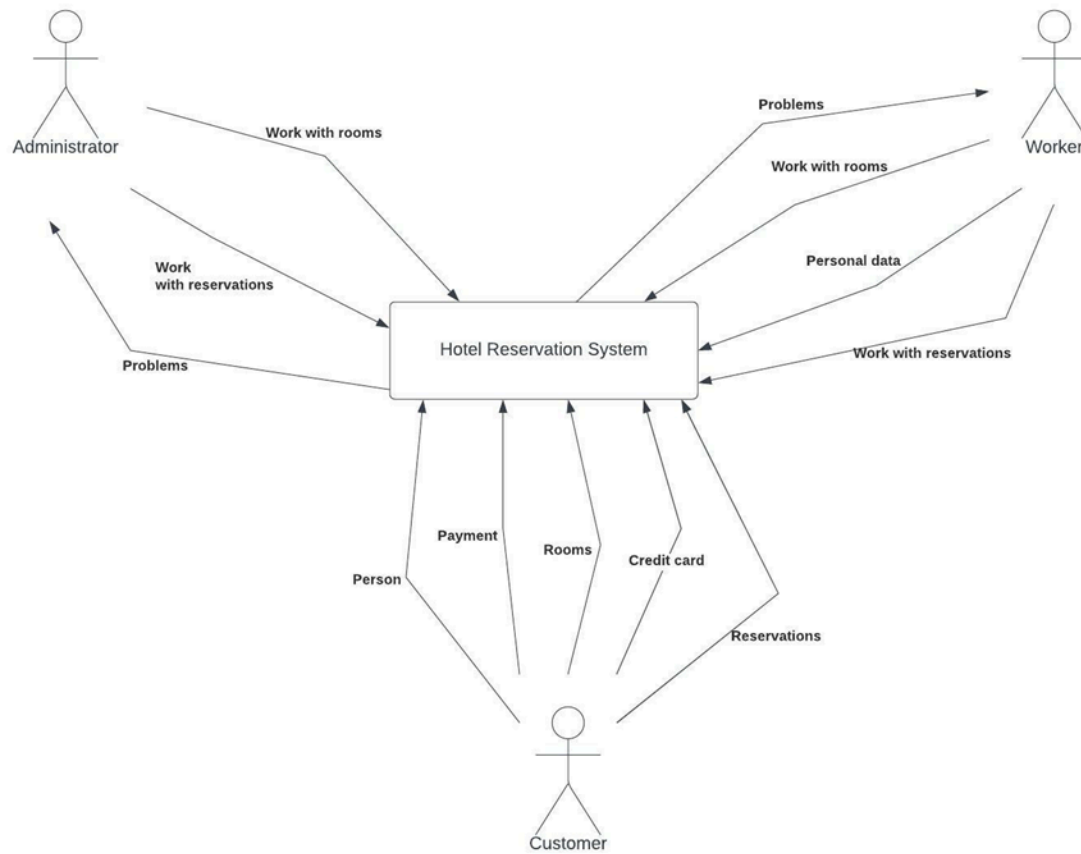 Administrator
Worker
Problems
Work with rooms
Work with rooms
Personal data
Work
with reservations
Hotel Reservation System
Work with reservations
Problems
Payment
Rooms
Credit card
Person
Reservations
Customer